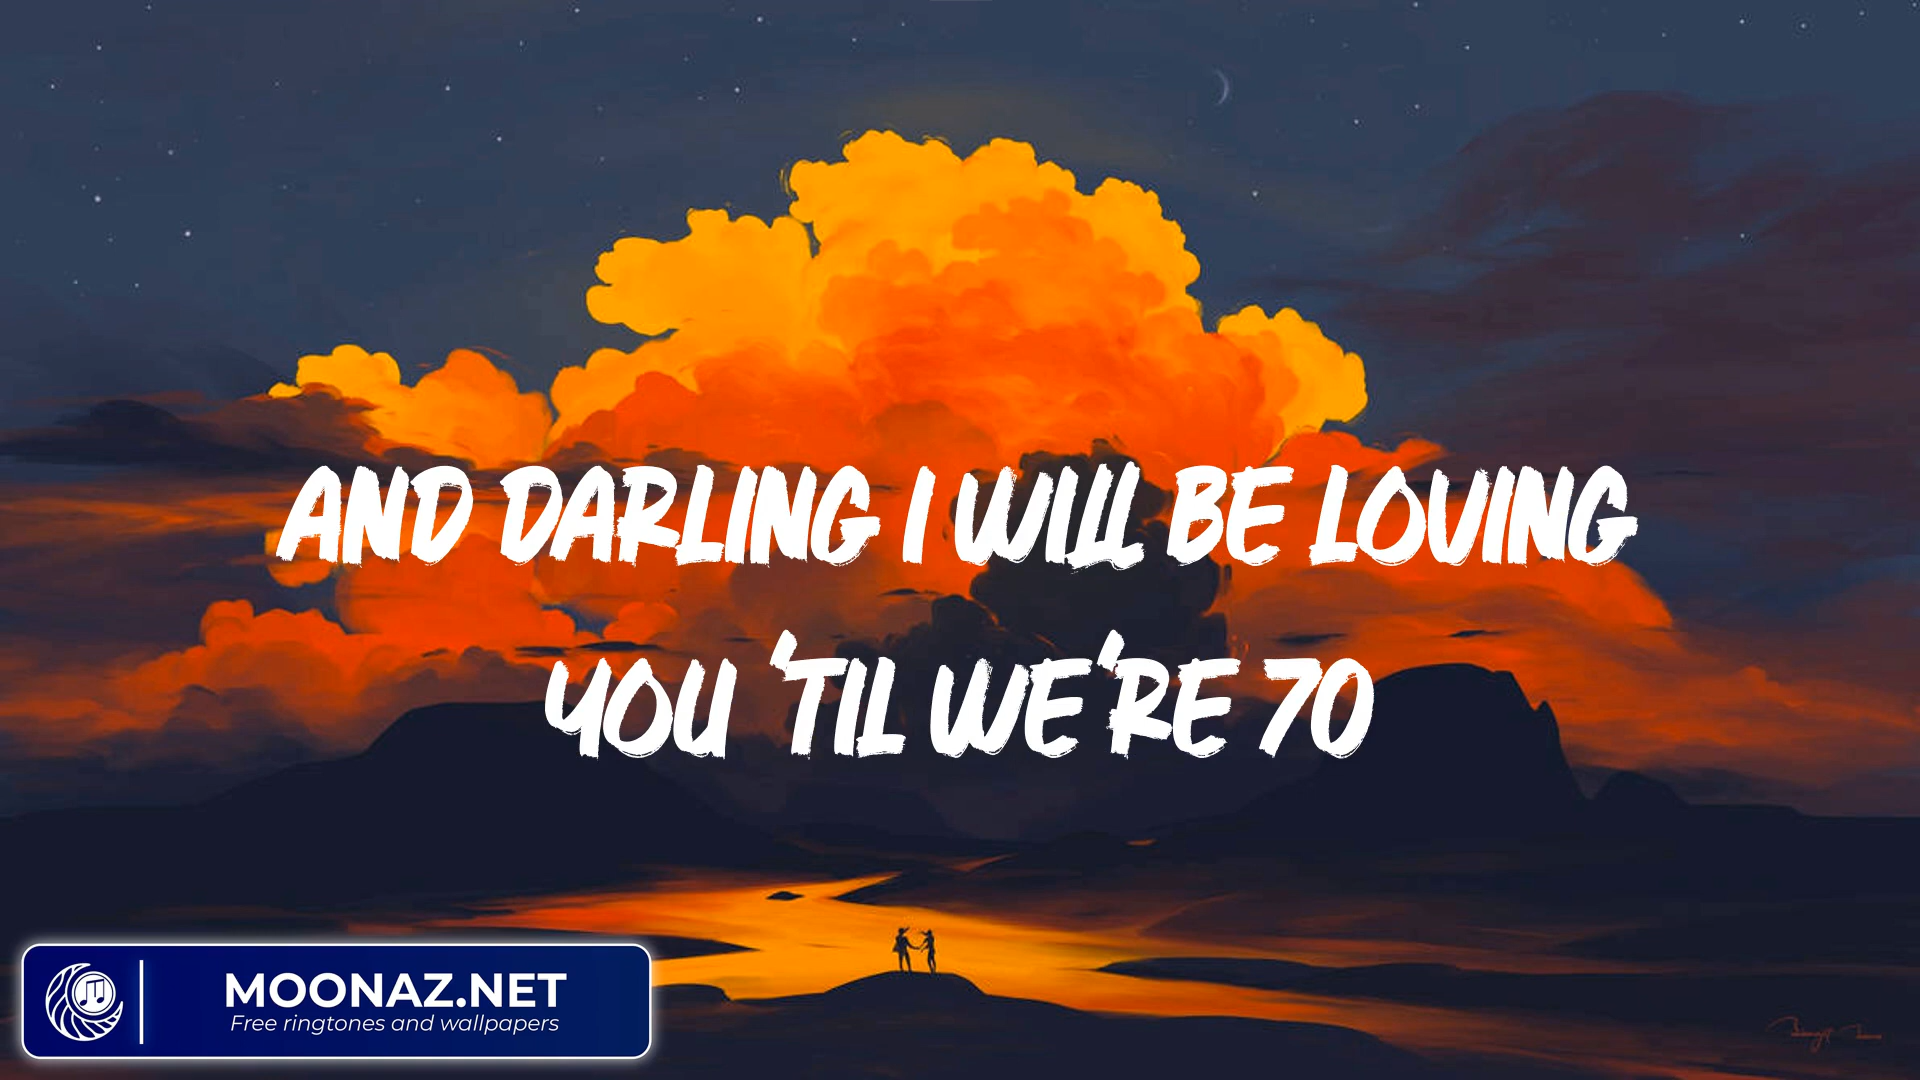 AND DARLING I WILL BE LOVING
YOU 'TIL WE'RE 70
MOONAZ.NET
Free ringtones and wallpapers